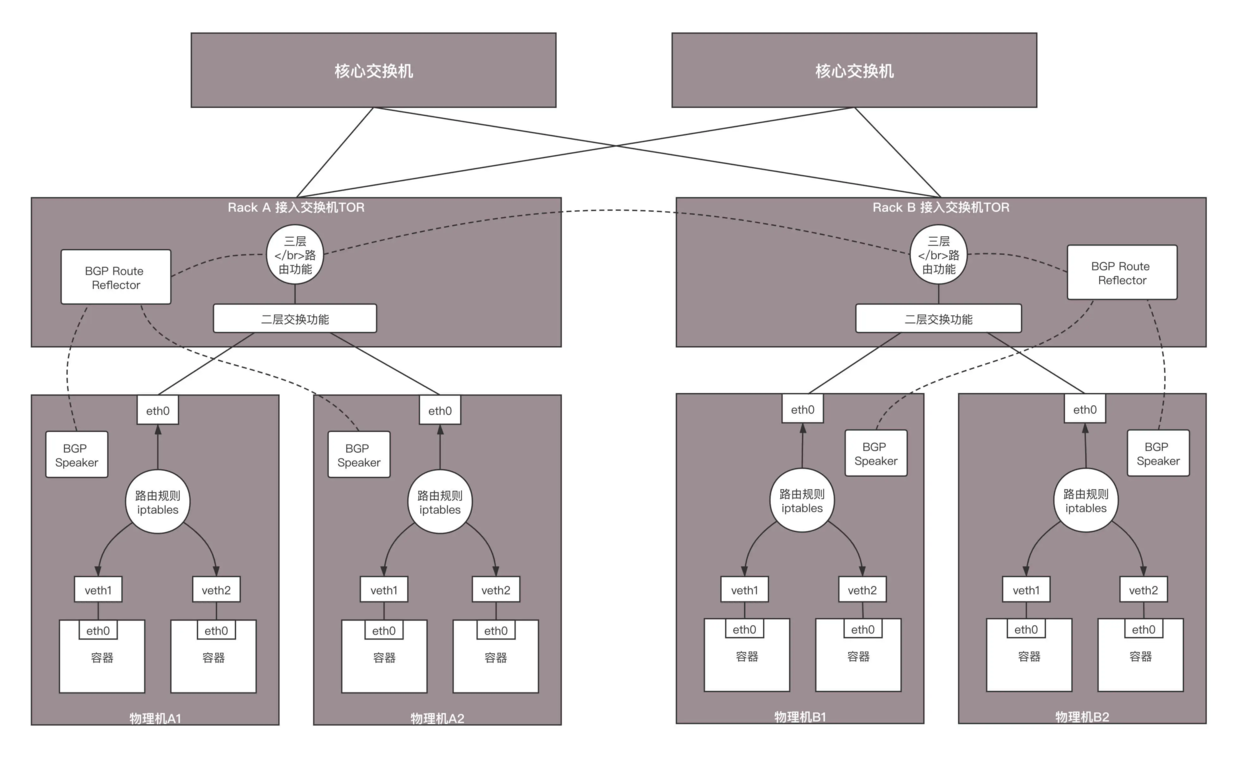 核心交换机
核心交换机
Rack A 接入交换机TOR
三层
</br>路
由功能
BGP Route
Reflector
二层交换功能
Rack B 接入交换机TOR
三层
</br>路
由功能
BGP Route
Reflector
二层交换功能
eth0
BGP
Speaker
路由规则
iptables
veth1
veth2
eth0
eth0
容器
容器
物理机A1
eth0
BGP
Speaker
路由规则
iptables
veth1
veth2
eth0
eth0
容器
容器
物理机A2
eth0
BGP
Speaker
路由规则
iptables
veth1
veth2
eth0
eth0
容器
容器
物理机B1
eth0
BGP
Speaker
路由规则
iptables
veth1
veth2
eth0
eth0
容器
容器
物理机B2